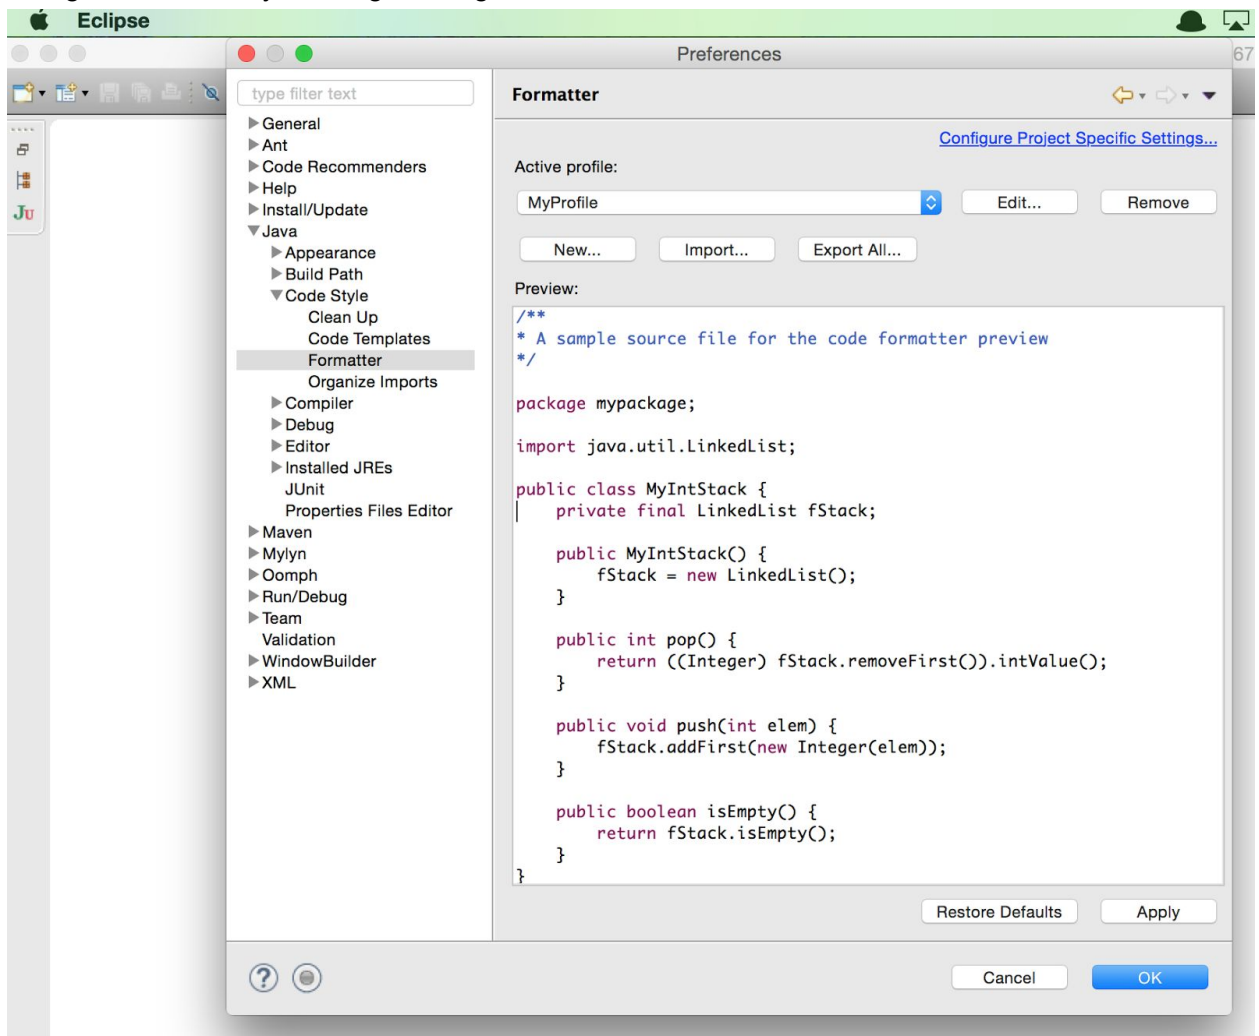 Eclipse
Preferences
67
type filter text
Formatter
General
Ant
Code Recommenders
Help
Install/Update
Java
Appearance
Build Path
Code Style
Clean Up
Code Templates
Formatter
Organize Imports
Compiler
Debug
Editor
Installed JREs
JUnit
Properties Files Editor
Maven
Mylyn
Oomph
Run/Debug
Team
Validation
WindowBuilder
XML
Ju
Configure Project Specific Settings...
Active profile:
MyProfile
Edit...
Remove
New...
Import...
Export All...
Preview:
/**
* A sample source file for the code formatter preview
*/
package mypackage;
import java.util.LinkedList;
public class MyIntStack {
private final LinkedList fStack;
public MyIntStack() {
fStack = new LinkedList();
}
public int pop() {
return ((Integer) fStack.removeFirst()).intValue();
}
public void push(int elem) {
fStack.addFirst(new Integer(elem));
}
public boolean isEmpty() {
return fStack.isEmpty();
}
}
Restore Defaults
Apply
?
Cancel
OK